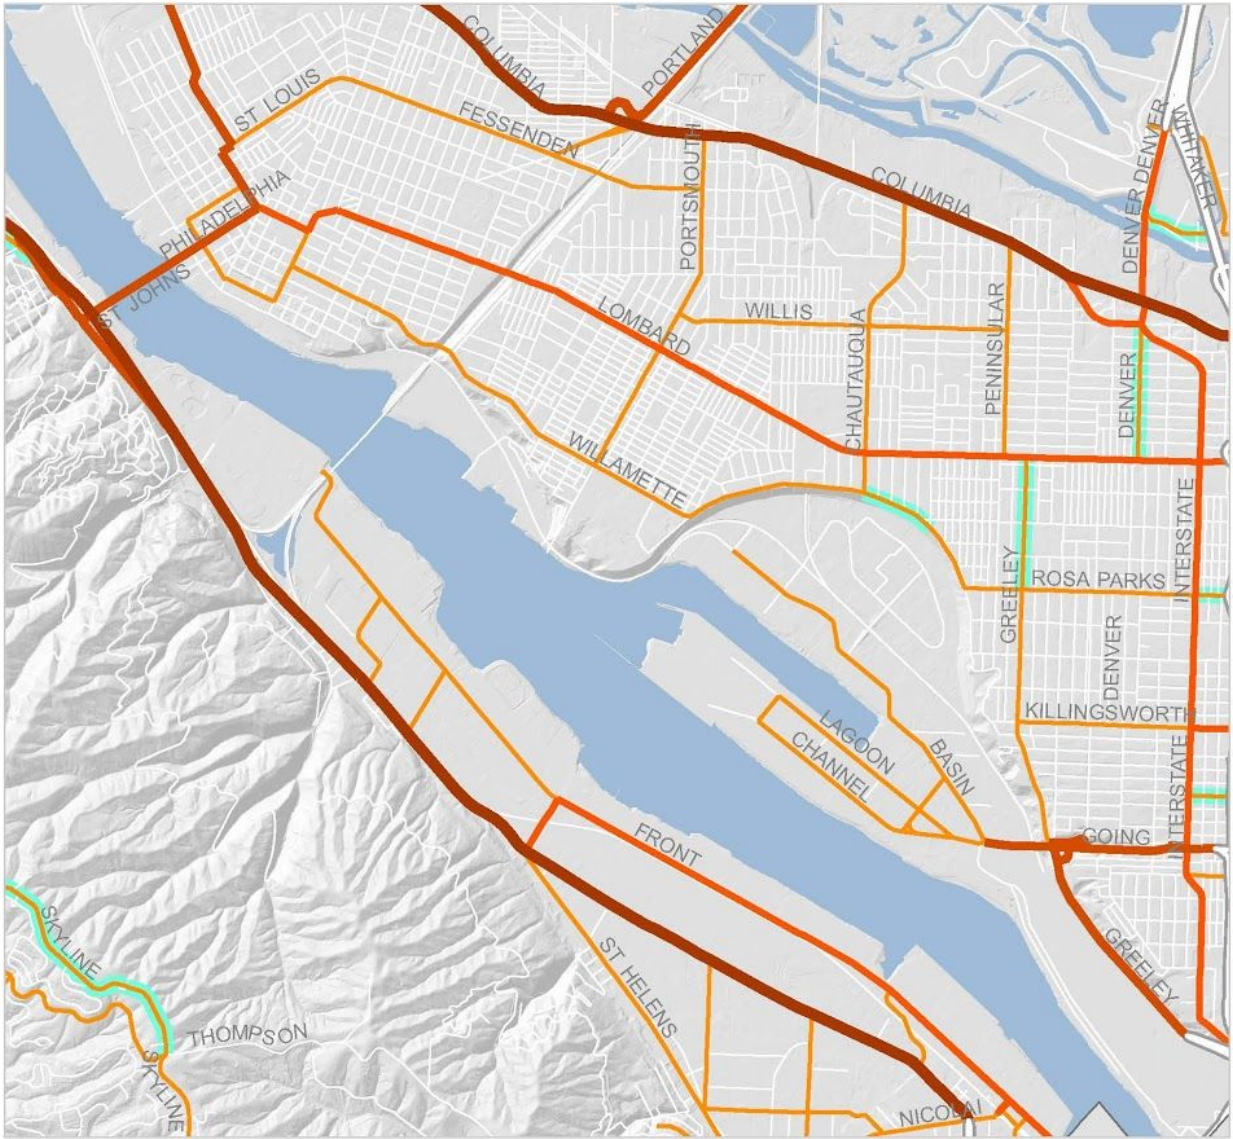 COLUMBIA
PORTLAND
ST LOUIS
FESSENDEN
PORTSMOUTH
DENVER
DENVER
WHITAKER
PHILADELPHIA
COLUMBIA
ST JOHNS
LOMBARD
WILLIS
CHAUTAUQUA
PENINSULAR
DENVER
WILLAMETTE
INTERSTATE
GREELEY
ROSA PARKS
DENVER
KILLINGSWORTH
LAGOON
CHANNEL
BASIN
INTERSTATE
FRONT
GOING
SKYLINE
ST HELENS
GREELEY
THOMPSON
SKYLINE
NICOLAI